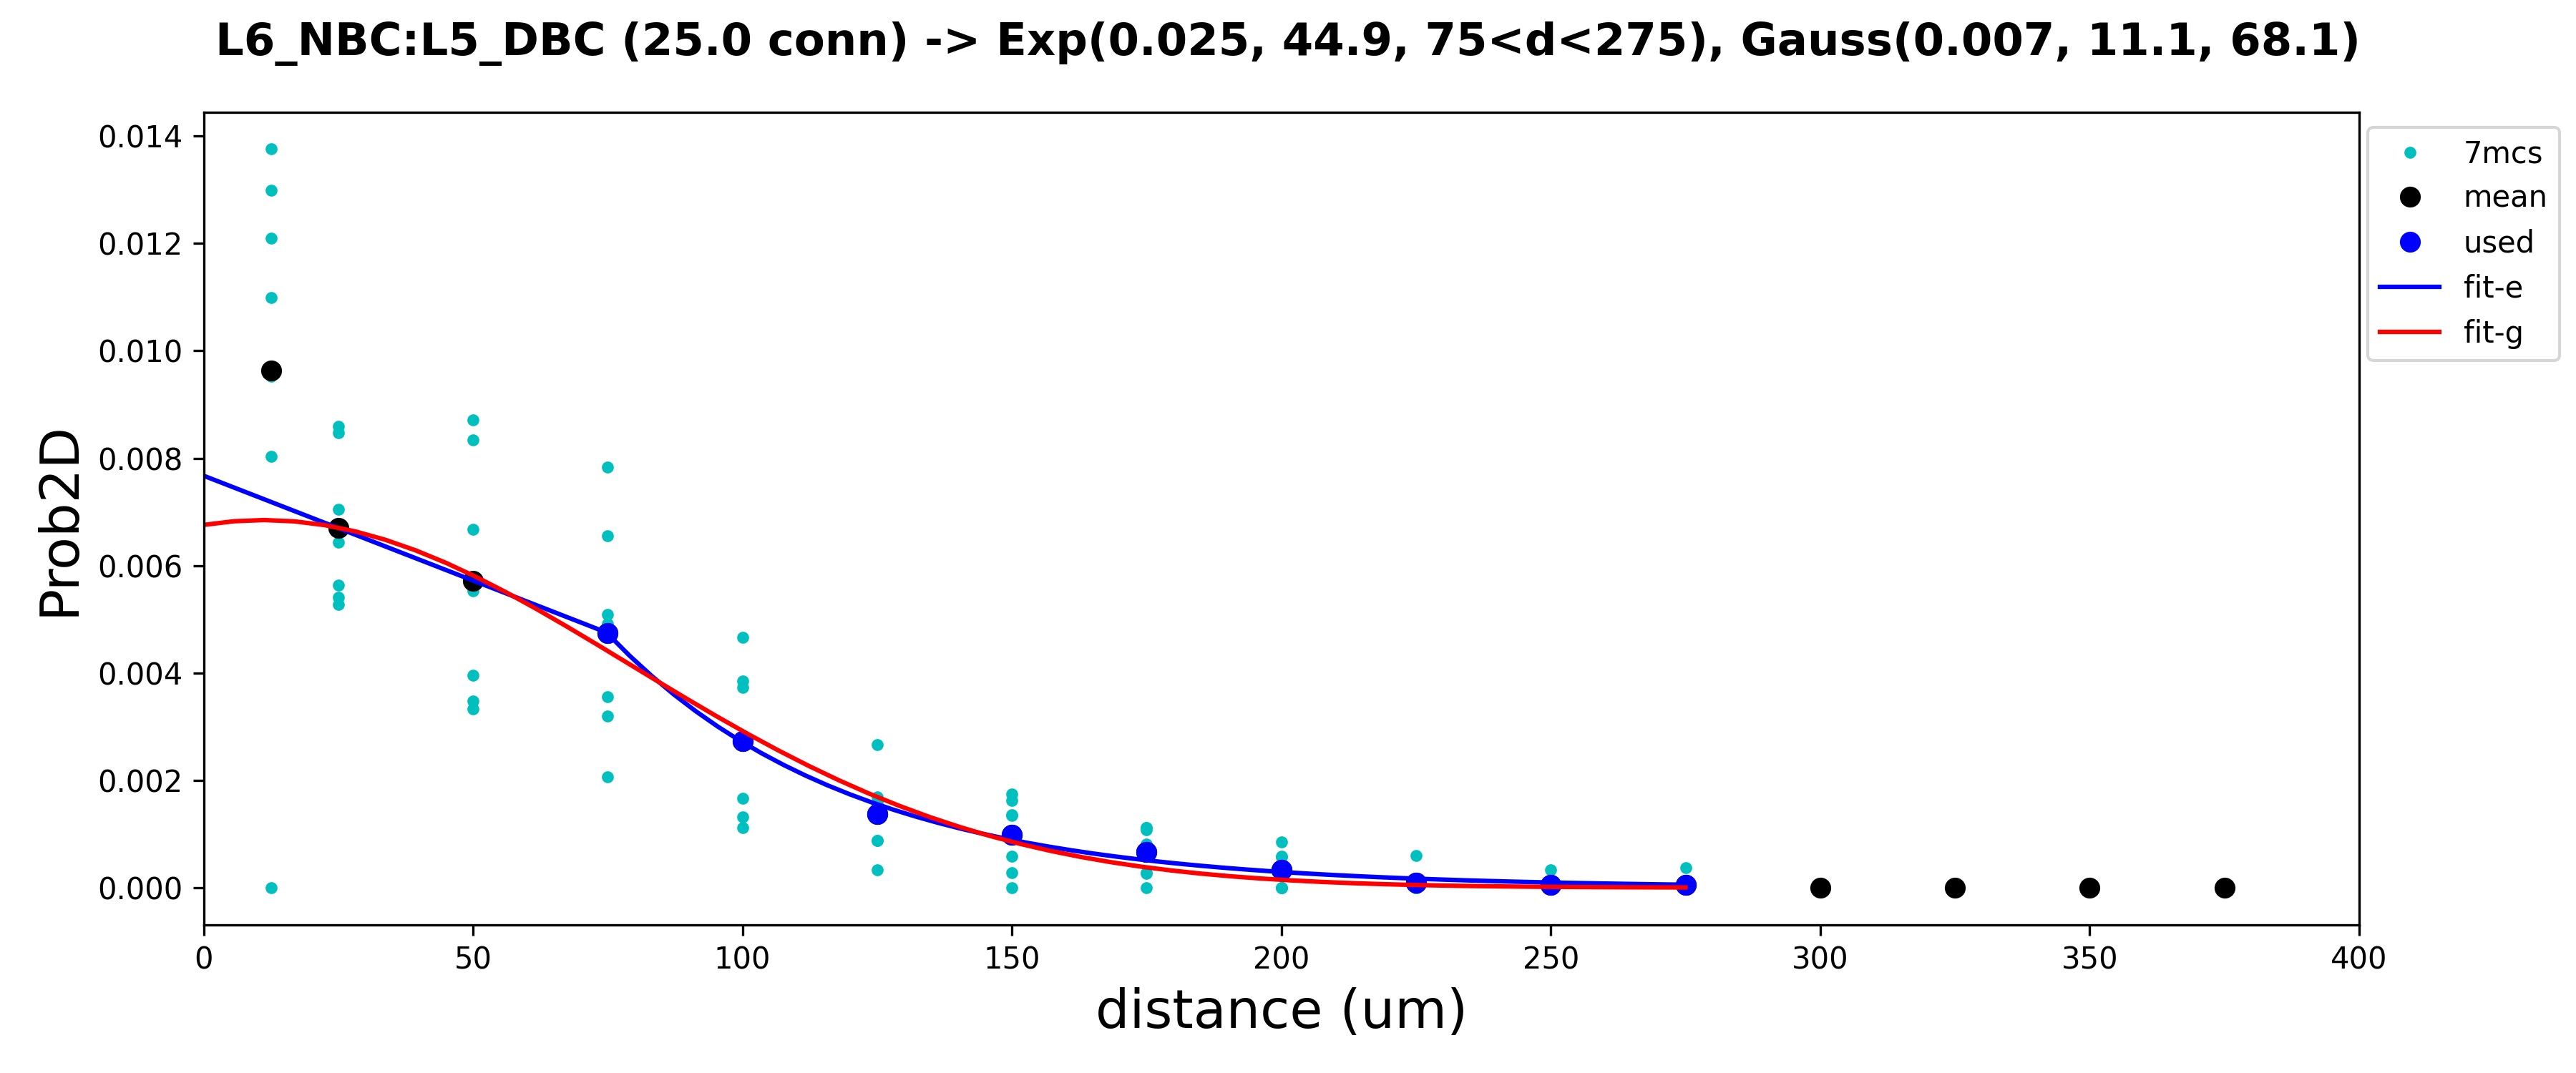 L6_NBC:L5_DBC (25.0 conn) -> Exp(0.025, 44.9, 75<d<275), Gauss(0.007, 11.1, 68.1)
Prob2D
0.014
0.012
0.010
0.008
0.006
0.004
0.002
0.000
0 50 100 150 200 250 300 350 400
distance (um)
7mcs
mean
used
fit-e
fit-g